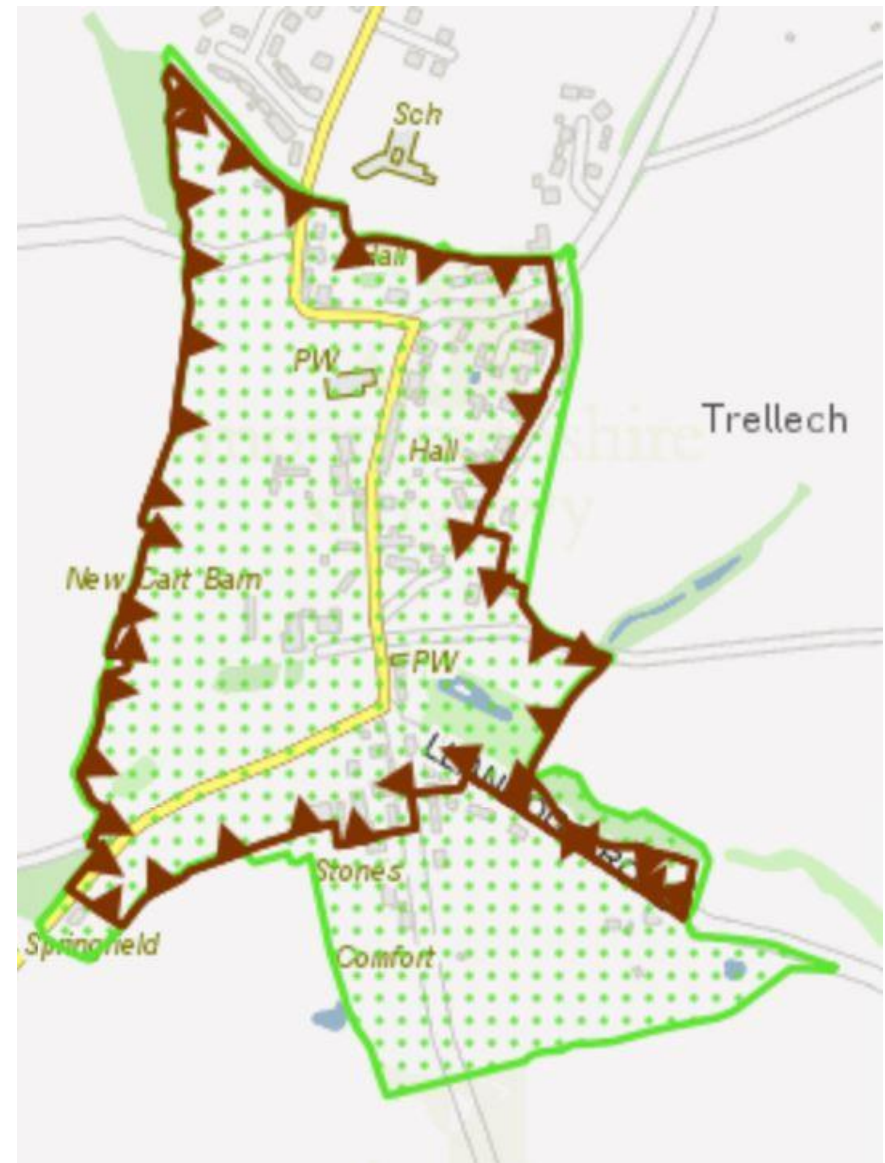 Sch
Hall
PW
Trellech
Hall
New Cart Barn
PW
Stones
Springfield
Comfort